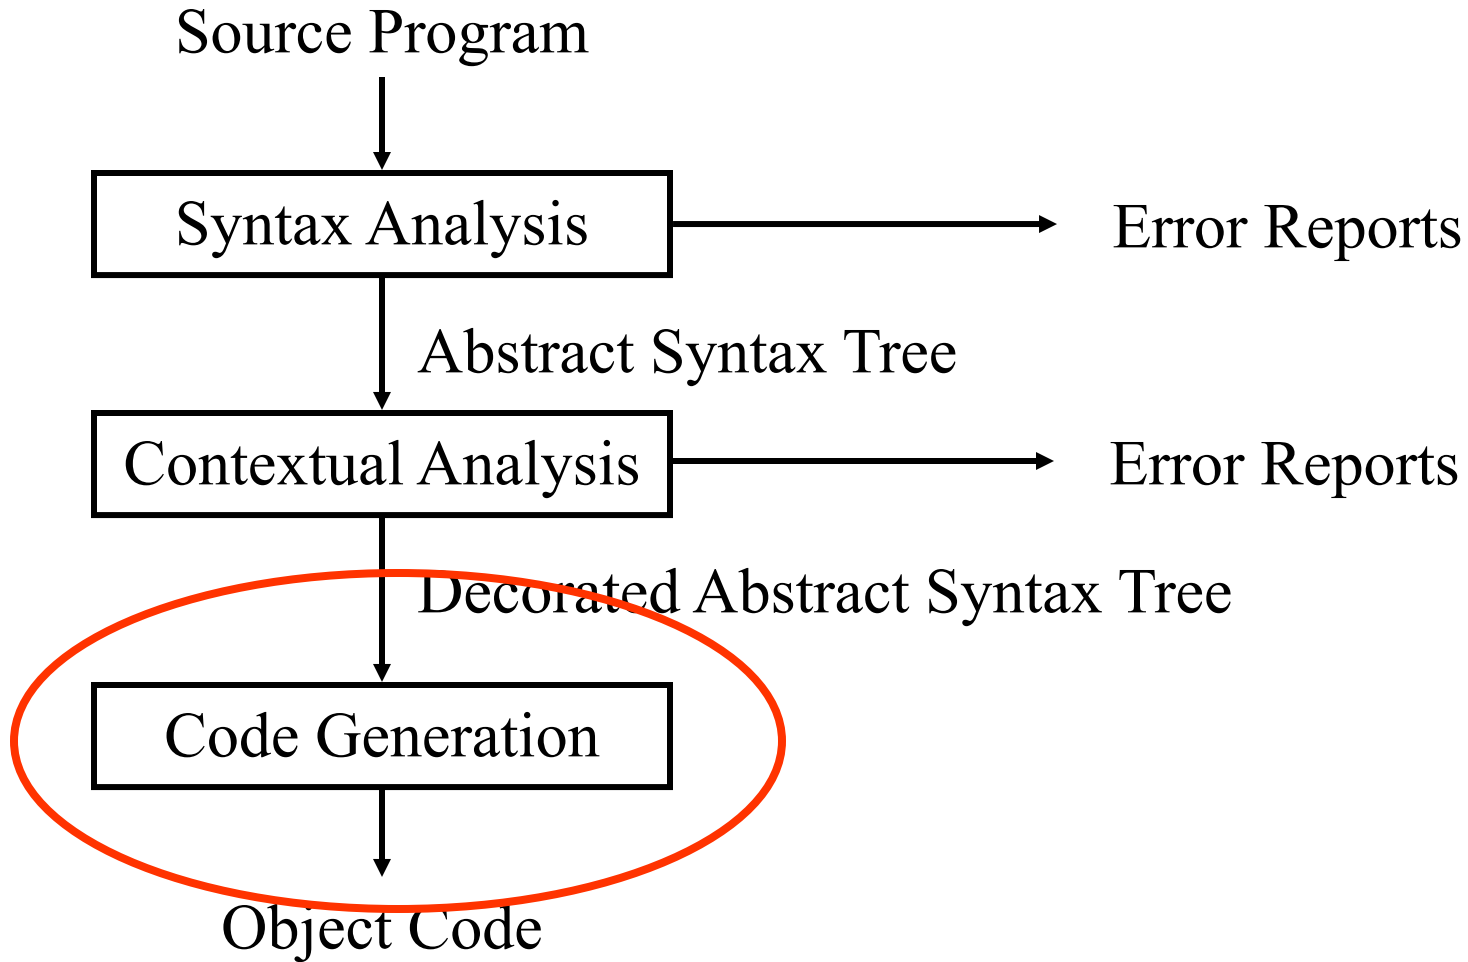 Source Program
Syntax Analysis
Error Reports
Abstract Syntax Tree
Contextual Analysis
Error Reports
Decorated Abstract Syntax Tree
Code Generation
Object Code